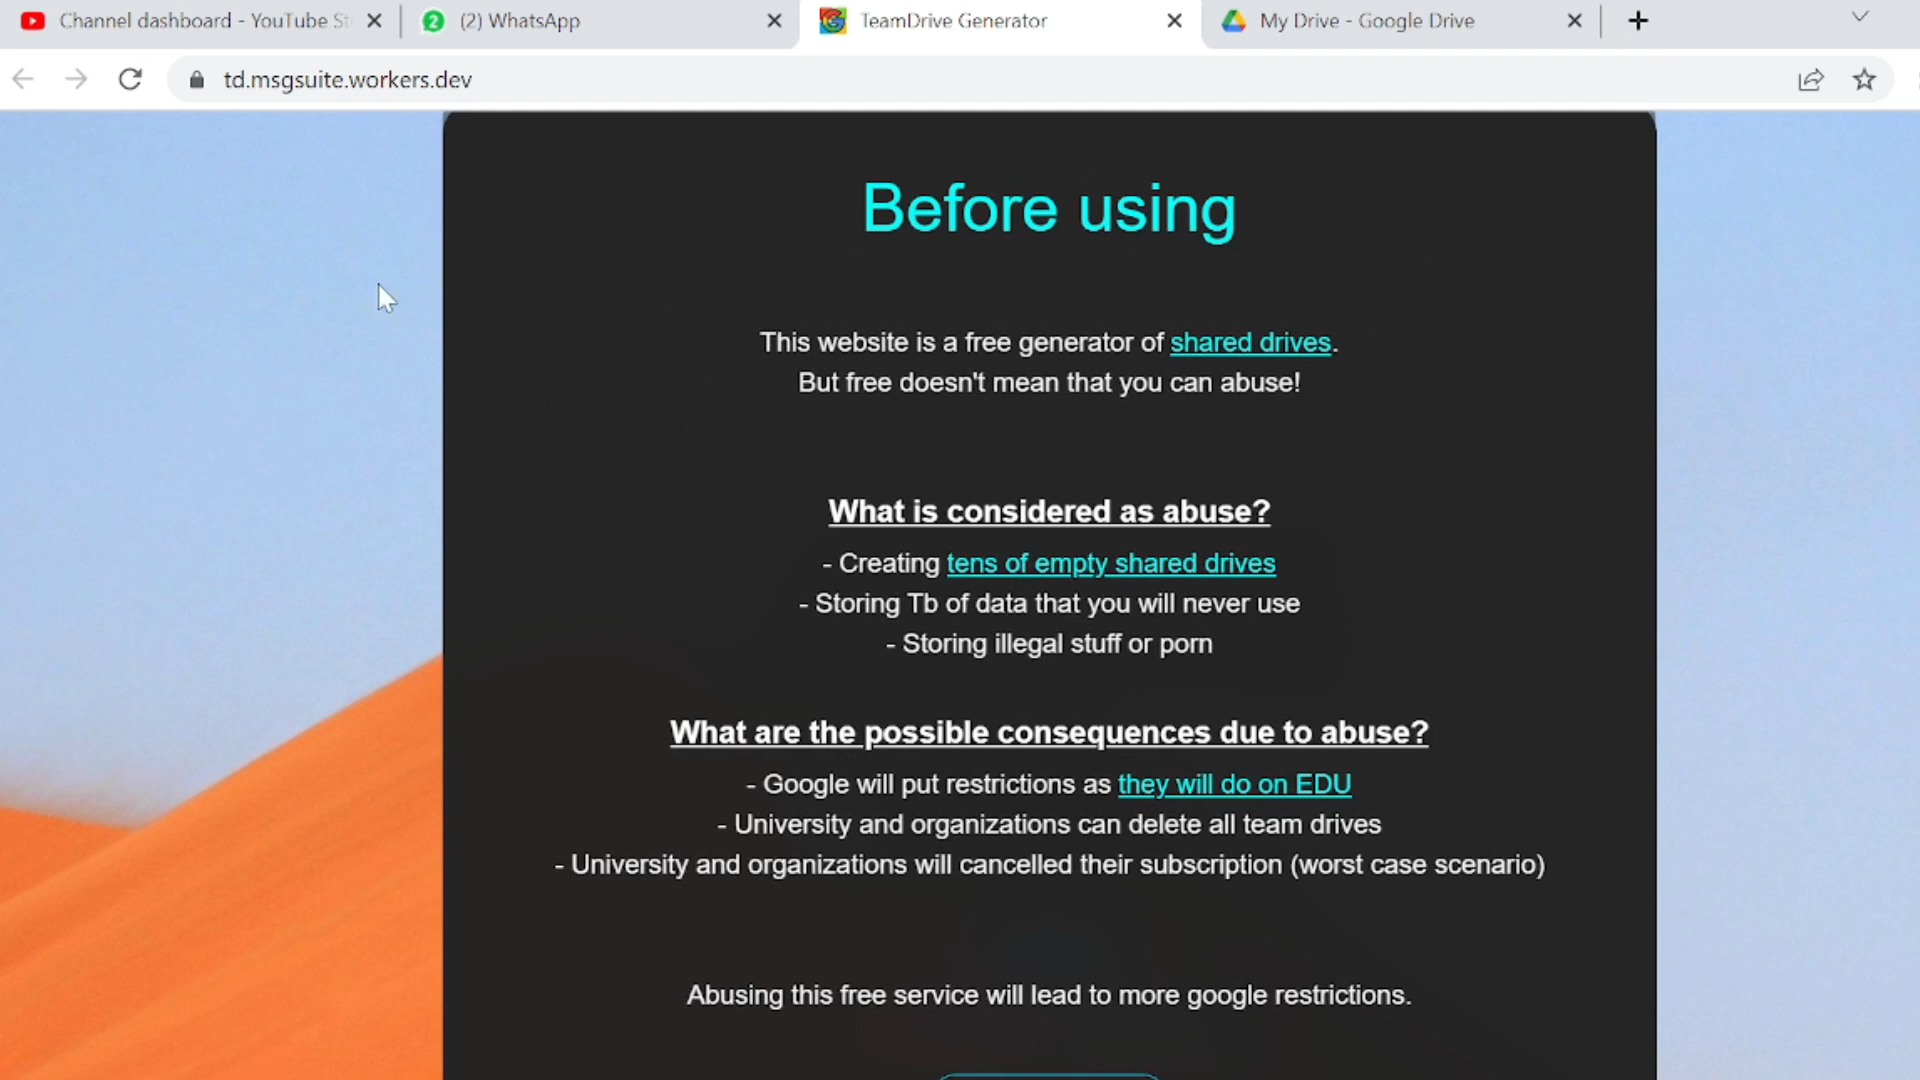 Channel dashboard - YouTube St
2
(2) WhatsApp
TeamDrive Generator
My Drive - Google Drive
td.msgsuite.workers.dev
Before using
This website is a free generator of shared drives.
But free doesn't mean that you can abuse!
What is considered as abuse?
- Creating tens of empty shared drives
- Storing Tb of data that you will never use
- Storing illegal stuff or porn
What are the possible consequences due to abuse?
- Google will put restrictions as they will do on EDU
- University and organizations can delete all team drives
- University and organizations will cancelled their subscription (worst case scenario)
Abusing this free service will lead to more google restrictions.